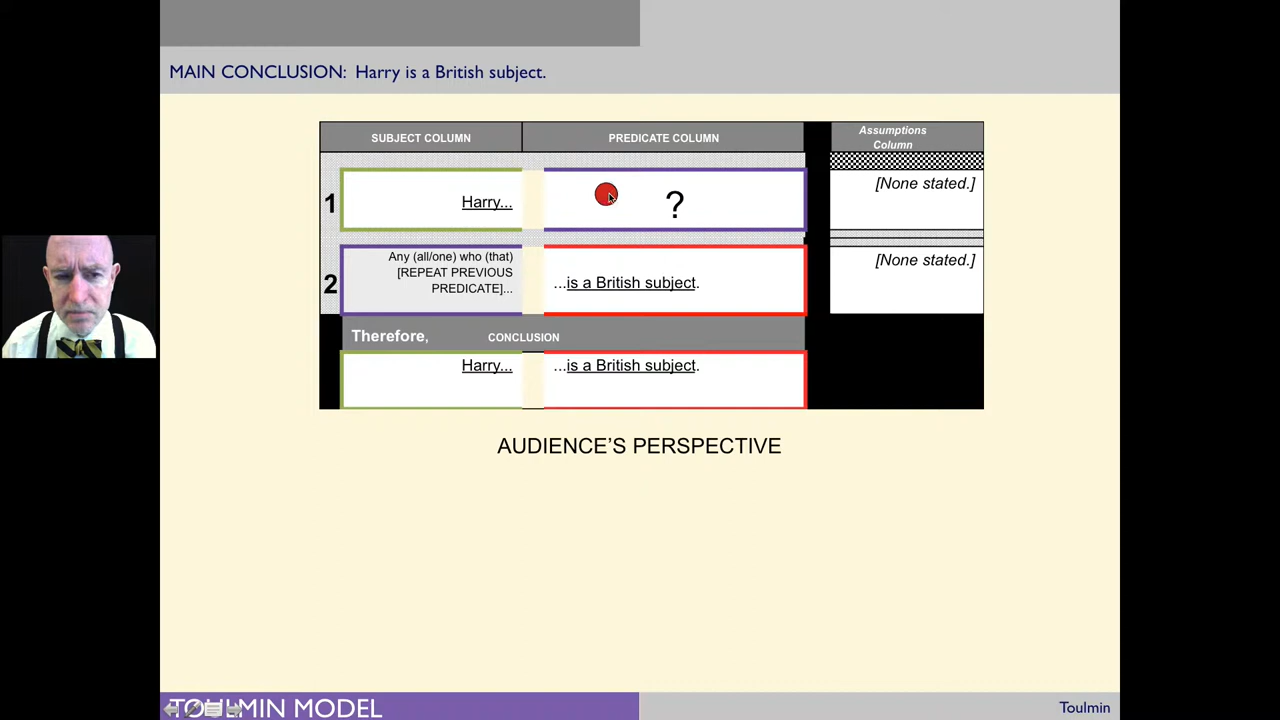 MAIN CONCLUSION: Harry is a British subject.
SUBJECT COLUMN
PREDICATE COLUMN
Assumptions
Column
1
Harry...
?
[None stated.]
2
Any (all/one) who (that)
[REPEAT PREVIOUS
PREDICATE]...
...is a British subject.
[None stated.]
Therefore,
CONCLUSION
Harry...
...is a British subject.
AUDIENCE'S PERSPECTIVE
TOULMIN MODEL
Toulmin